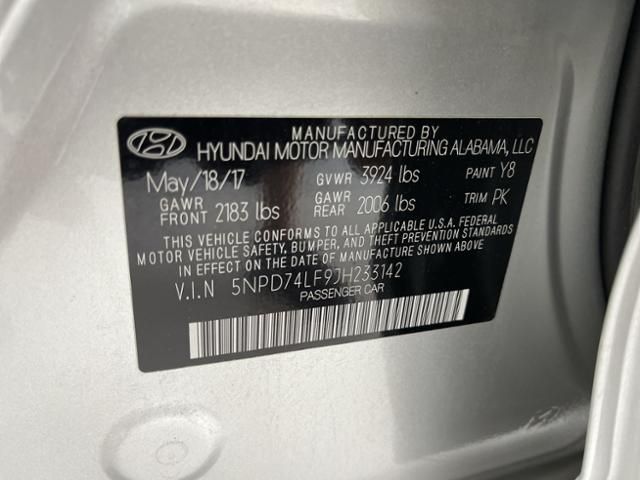 MANUFACTURED BY
HYUNDAI MOTOR MANUFACTURING ALABAMA, LLC
May/18/17 GVWR 3924 lbs PAINT Y8
GAWR FRONT 2183 lbs GAWR REAR 2006 lbs TRIM PK
THIS VEHICLE CONFORMS TO ALL APPLICABLE U.S.A. FEDERAL
MOTOR VEHICLE SAFETY, BUMPER, AND THEFT PREVENTION STANDARDS
IN EFFECT ON THE DATE OF MANUFACTURE SHOWN ABOVE.
V.I.N 5NPD74LF9JH233142
PASSENGER CAR